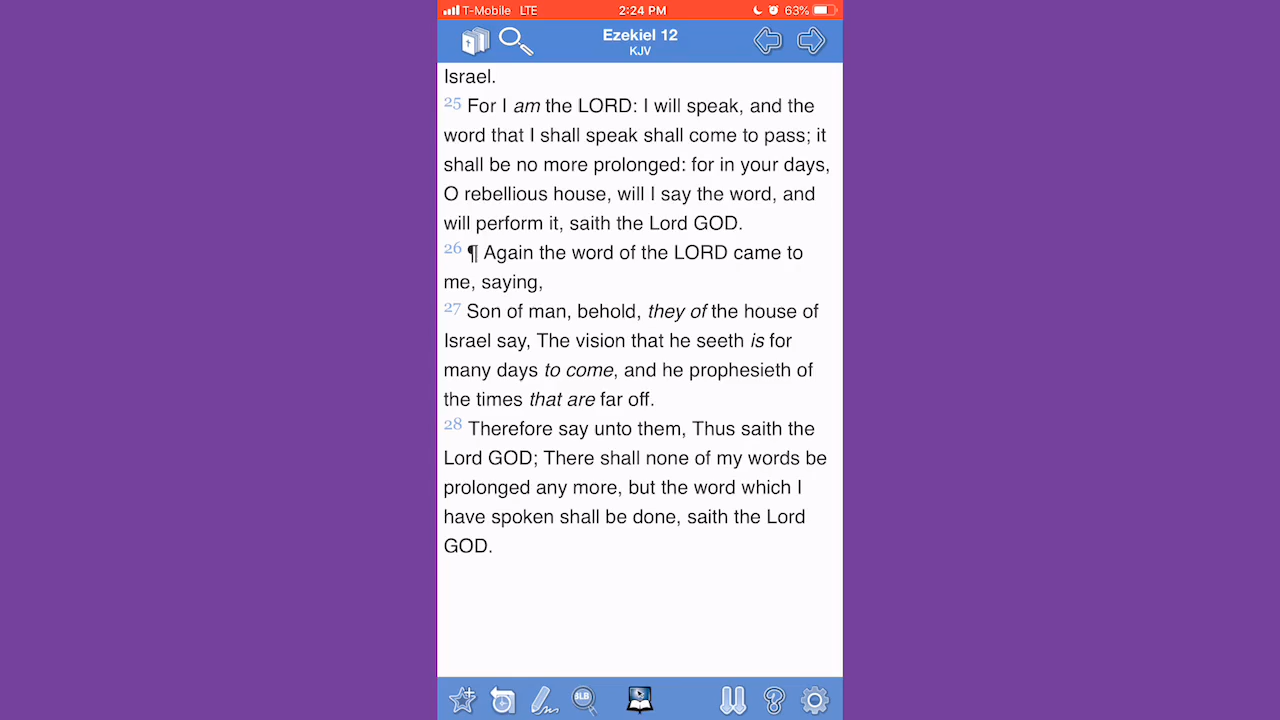 T-Mobile LTE 2:24 PM 63%
Ezekiel 12
KJV
Israel.
25 For I am the LORD: I will speak, and the
word that I shall speak shall come to pass; it
shall be no more prolonged: for in your days,
O rebellious house, will I say the word, and
will perform it, saith the Lord GOD.
26 ¶ Again the word of the LORD came to
me, saying,
27 Son of man, behold, they of the house of
Israel say, The vision that he seeth is for
many days to come, and he prophesieth of
the times that are far off.
28 Therefore say unto them, Thus saith the
Lord GOD; There shall none of my words be
prolonged any more, but the word which I
have spoken shall be done, saith the Lord
GOD.
BLB